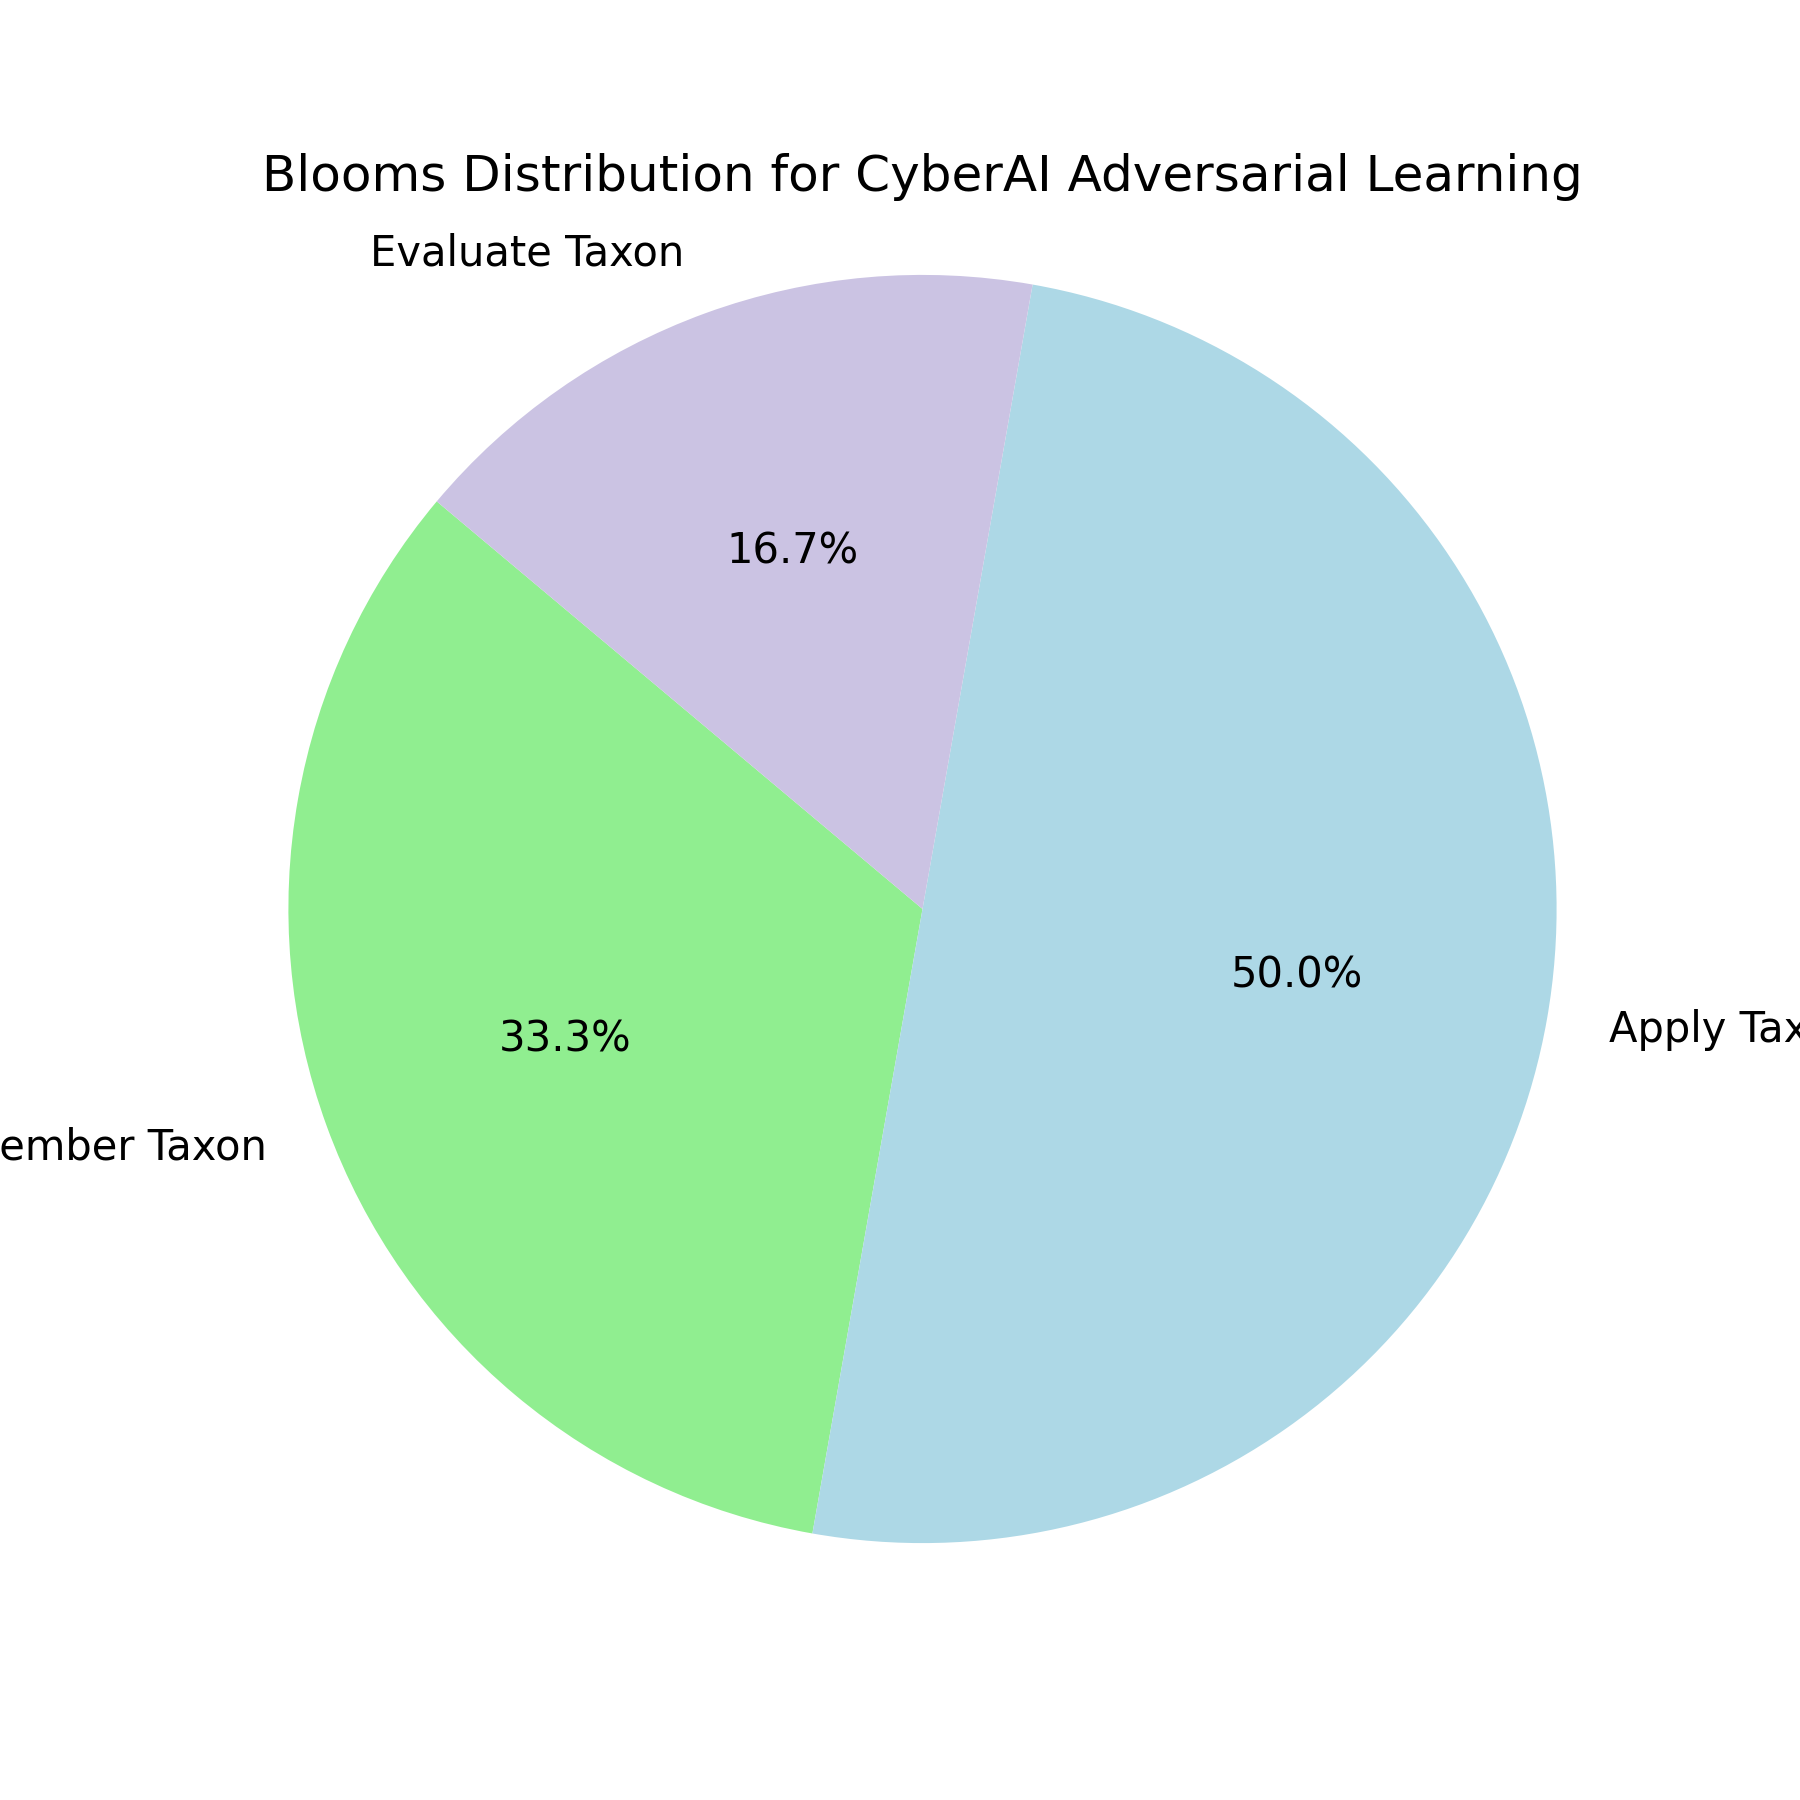 Blooms Distribution for CyberAI Adversarial Learning
Evaluate Taxon
16.7%
50.0%
Apply Tax
33.3%
ember Taxon